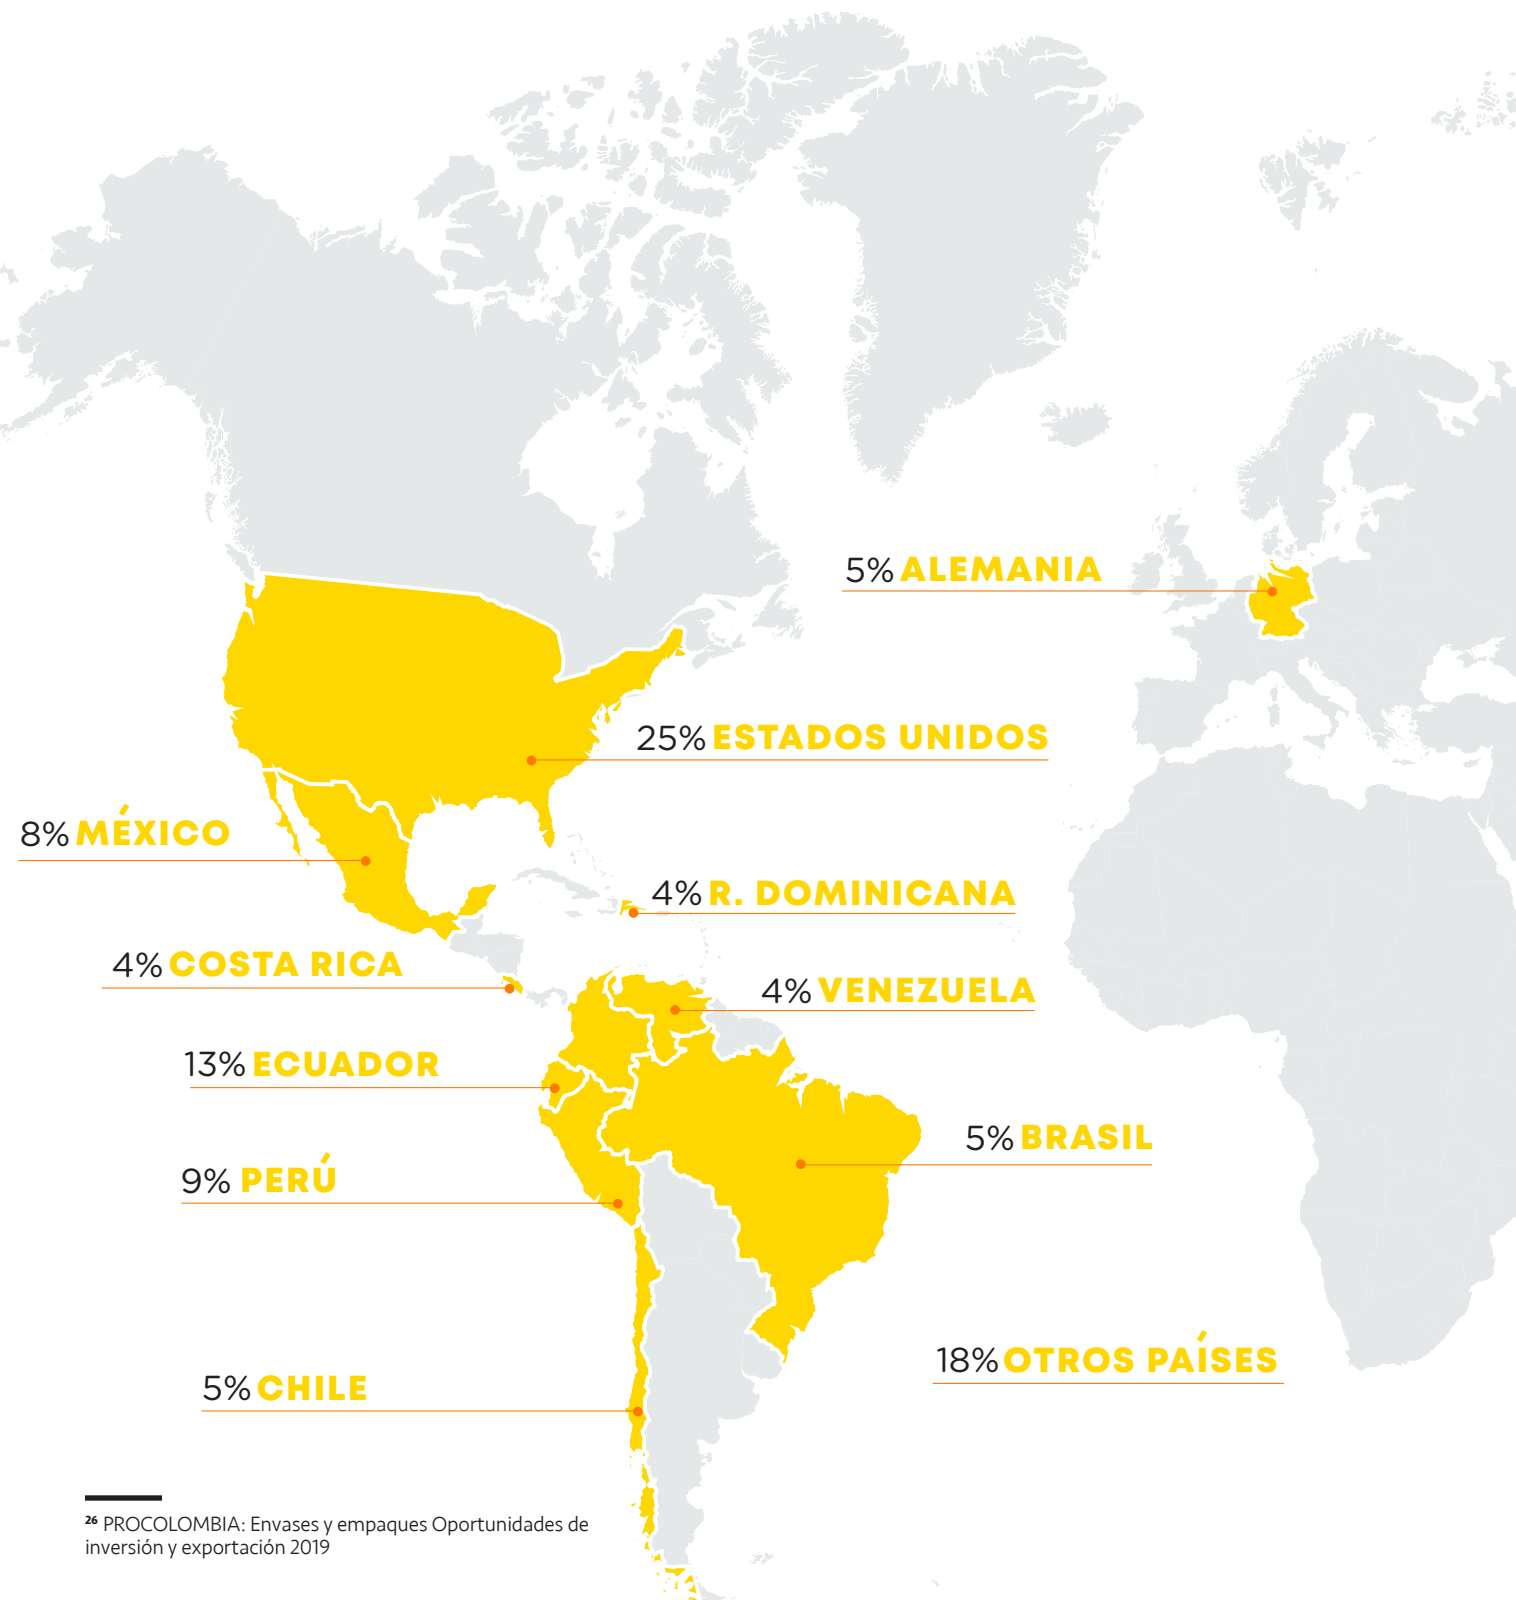 5% ALEMANIA
25% ESTADOS UNIDOS
8% MÉXICO
4% R. DOMINICANA
4% COSTA RICA
4% VENEZUELA
13% ECUADOR
5% BRASIL
9% PERÚ
18% OTROS PAÍSES
5% CHILE
26 PROCOLOMBIA: Envases y empaques Oportunidades de
inversión y exportación 2019